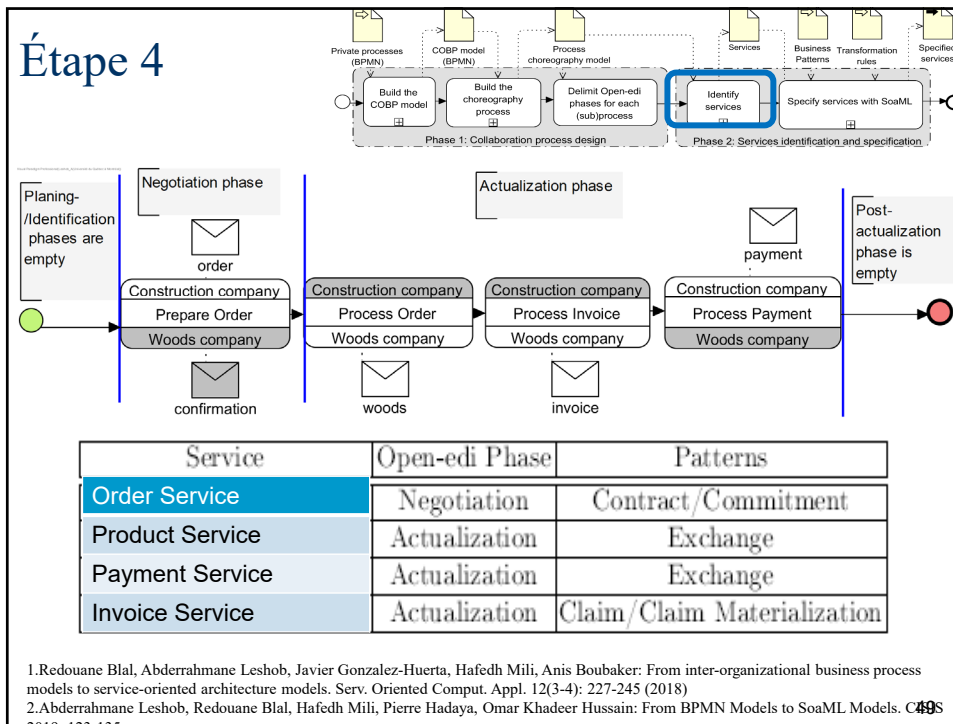 Étape 4
Private processes
(BPMN)
COBP model
(BPMN)
Process
choreography model
Services
Business
Patterns
Transformation
rules
Specified
services
Build the
COBP model
Build the
choreography
process
Delimit Open-edi
phases for each
(sub)process
Identify
services
Specify services with SoaML
Phase 1: Collaboration process design
Phase 2: Services identification and specification
Planing-
/Identification
phases are
empty
Negotiation phase
Actualization phase
Post-
actualization
phase is
empty
order
payment
Construction company
Prepare Order
Woods company
Construction company
Process Order
Woods company
Construction company
Process Invoice
Woods company
Construction company
Process Payment
Woods company
confirmation
woods
invoice
Service Open-edi Phase Patterns
Order Service Negotiation Contract/Commitment
Product Service Actualization Exchange
Payment Service Actualization Exchange
Invoice Service Actualization Claim/Claim Materialization
1.Redouane Blal, Abderrahmane Leshob, Javier Gonzalez-Huerta, Hafedh Mili, Anis Boubaker: From inter-organizational business process
models to service-oriented architecture models. Serv. Oriented Comput. Appl. 12(3-4): 227-245 (2018)
2.Abderrahmane Leshob, Redouane Blal, Hafedh Mili, Pierre Hadaya, Omar Khadeer Hussain: From BPMN Models to SoaML Models.
49